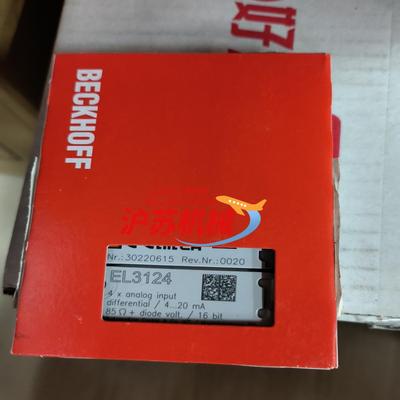 BECKHOFF
沪苏机械
Nr.:30220615 Rev.Nr.:0020
EL3124
4 x analog input
differential / 4...20 mA
85 Ω + diode volt. / 16 bit